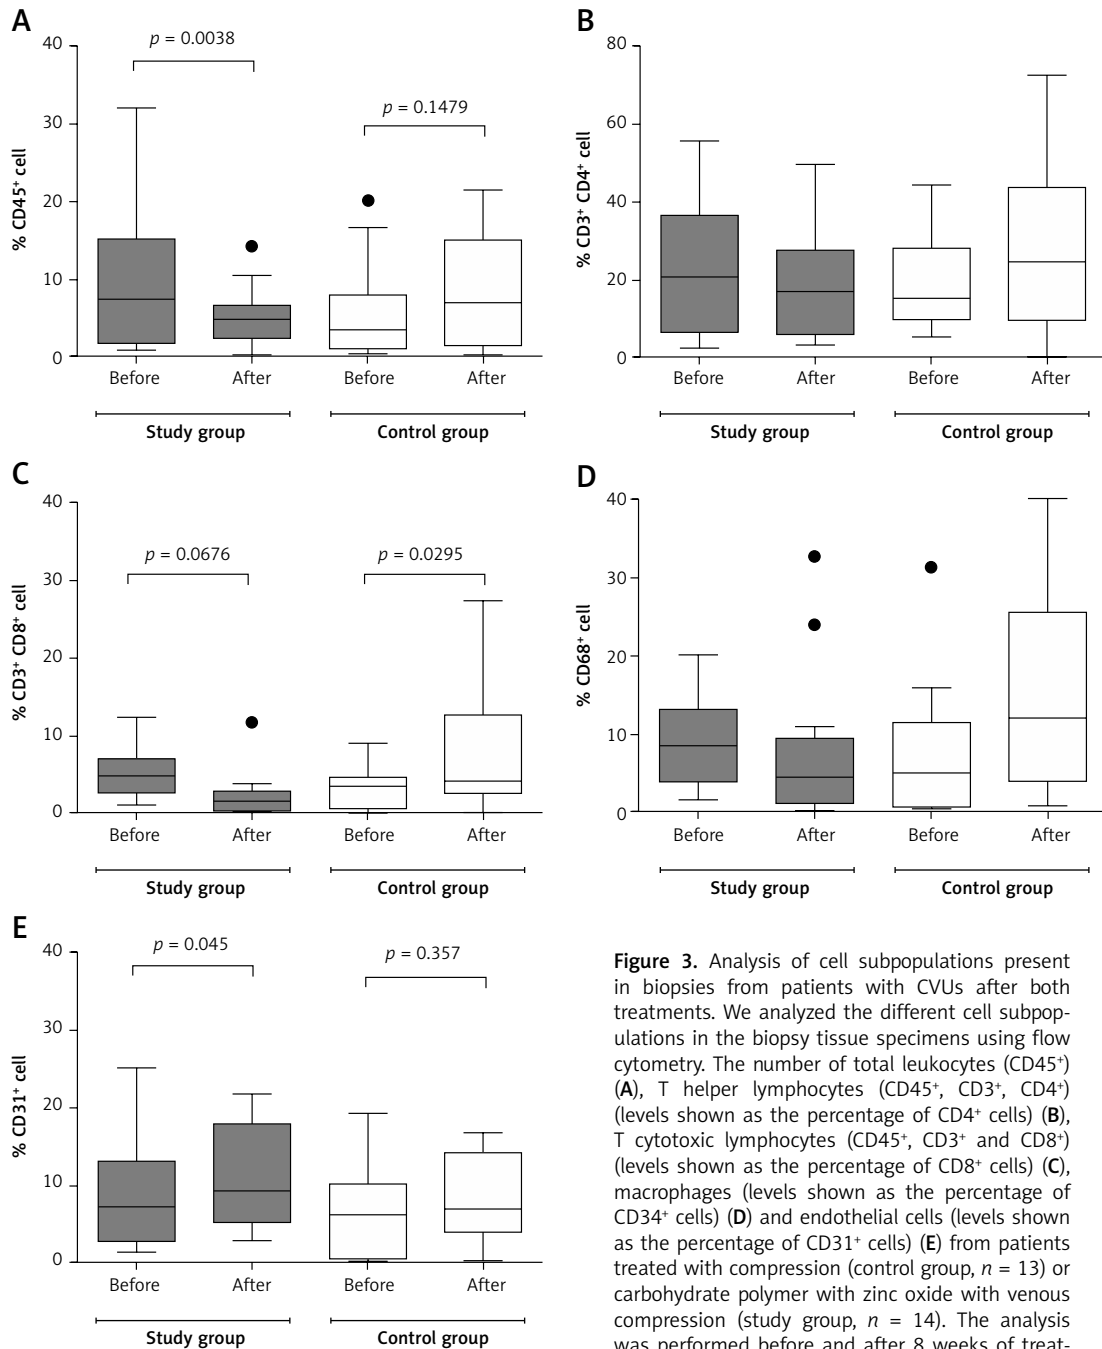 A
p = 0.0038
p = 0.1479
% CD45⁺ cell
40
30
20
10
0
Before
After
Before
After
Study group
Control group
B
% CD3⁺ CD4⁺ cell
80
60
40
20
0
Before
After
Before
After
Study group
Control group
C
p = 0.0676
p = 0.0295
% CD3⁺ CD8⁺ cell
40
30
20
10
0
Before
After
Before
After
Study group
Control group
D
% CD68⁺ cell
40
30
20
10
0
Before
After
Before
After
Study group
Control group
E
p = 0.045
p = 0.357
% CD31⁺ cell
40
30
20
10
0
Before
After
Before
After
Study group
Control group
Figure 3. Analysis of cell subpopulations present
in biopsies from patients with CVUs after both
treatments. We analyzed the different cell subpop-
ulations in the biopsy tissue specimens using flow
cytometry. The number of total leukocytes (CD45⁺)
(A), T helper lymphocytes (CD45⁺, CD3⁺, CD4⁺)
(levels shown as the percentage of CD4⁺ cells) (B),
T cytotoxic lymphocytes (CD45⁺, CD3⁺ and CD8⁺)
(levels shown as the percentage of CD8⁺ cells) (C),
macrophages (levels shown as the percentage of
CD34⁺ cells) (D) and endothelial cells (levels shown
as the percentage of CD31⁺ cells) (E) from patients
treated with compression (control group, n = 13) or
carbohydrate polymer with zinc oxide with venous
compression (study group, n = 14). The analysis
was performed before and after 8 weeks of treat-